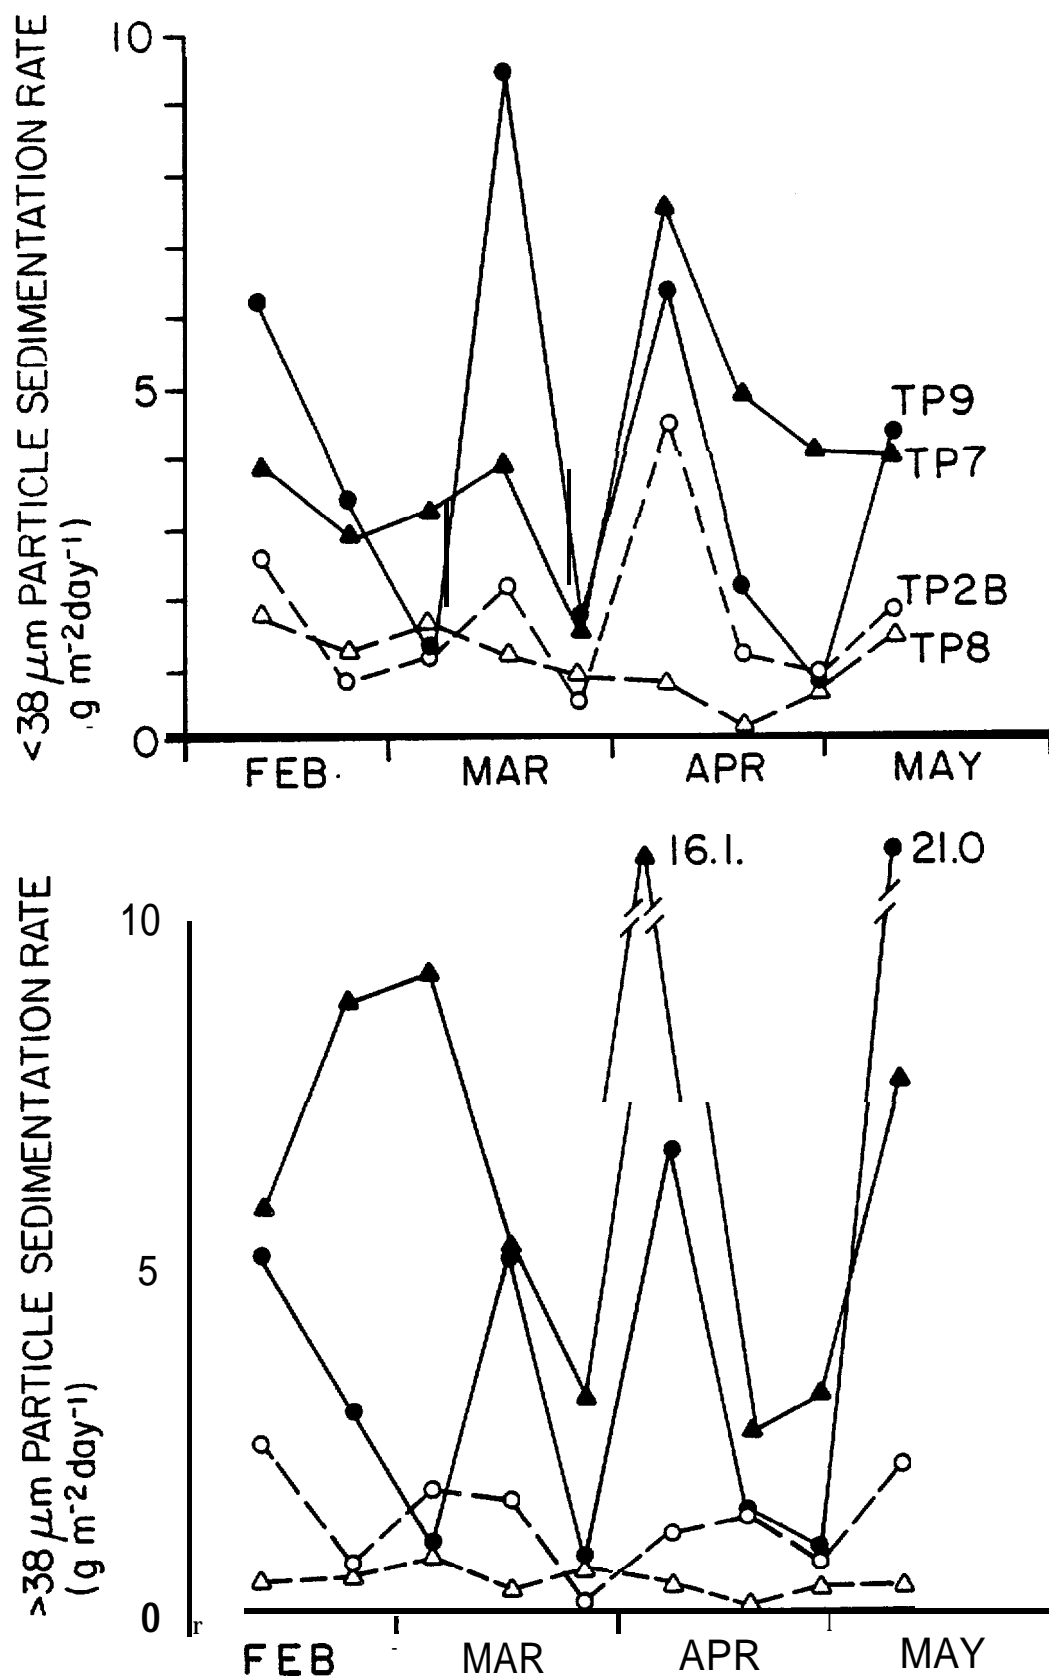 <38 μm PARTICLE SEDIMENTATION RATE
g m⁻²day⁻¹)
10
5
0
TP9
TP7
TP2B
TP8
FEB.
MAR
APR
MAY
>38 μm PARTICLE SEDIMENTATION RATE
(g m⁻²day⁻¹)
16.1.
21.0
10
5
0
r
FEB
MAR
APR
MAY